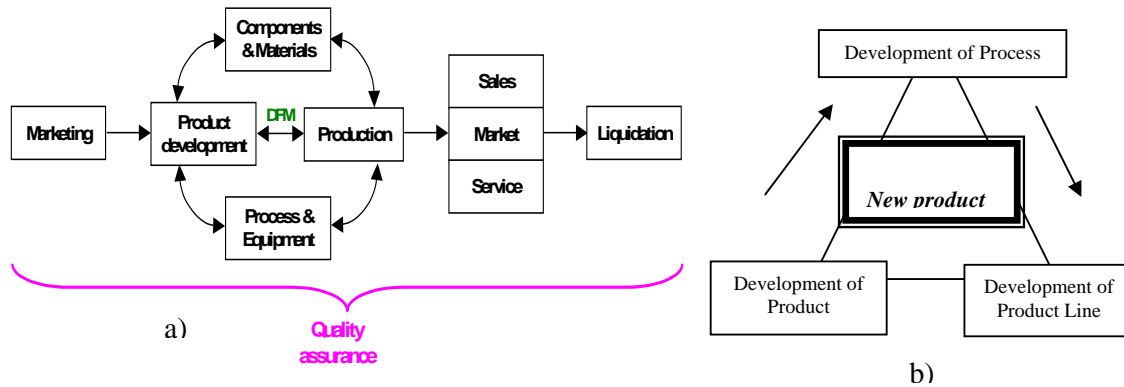 Components
& Materials
Marketing
Product
development
DFM
Production
Sales
Market
Service
Liquidation
Process &
Equipment
a)
Quality
assurance
Development of Process
New product
Development of
Product
Development of
Product Line
b)